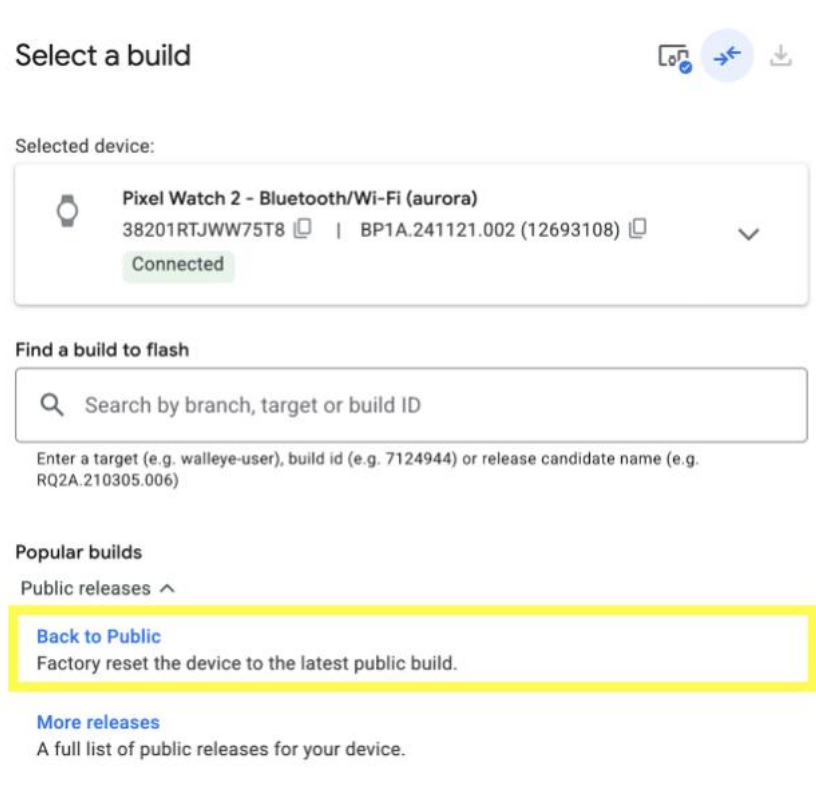 Select a build
Selected device:
Pixel Watch 2 - Bluetooth/Wi-Fi (aurora)
38201RTJWW75T8 | BP1A.241121.002 (12693108)
Connected
Find a build to flash
Search by branch, target or build ID
Enter a target (e.g. walleye-user), build id (e.g. 7124944) or release candidate name (e.g.
RQ2A.210305.006)
Popular builds
Public releases
Back to Public
Factory reset the device to the latest public build.
More releases
A full list of public releases for your device.